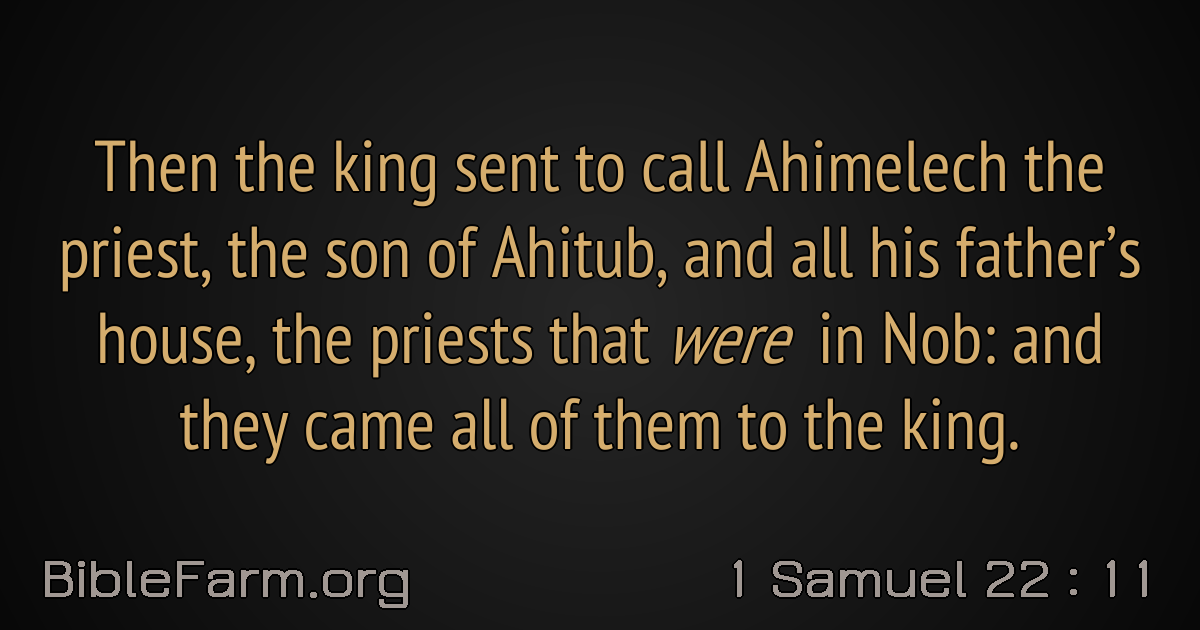 Then the king sent to call Ahimelech the
priest, the son of Ahitub, and all his father’s
house, the priests that were in Nob: and
they came all of them to the king.
BibleFarm.org
1 Samuel 22 : 11